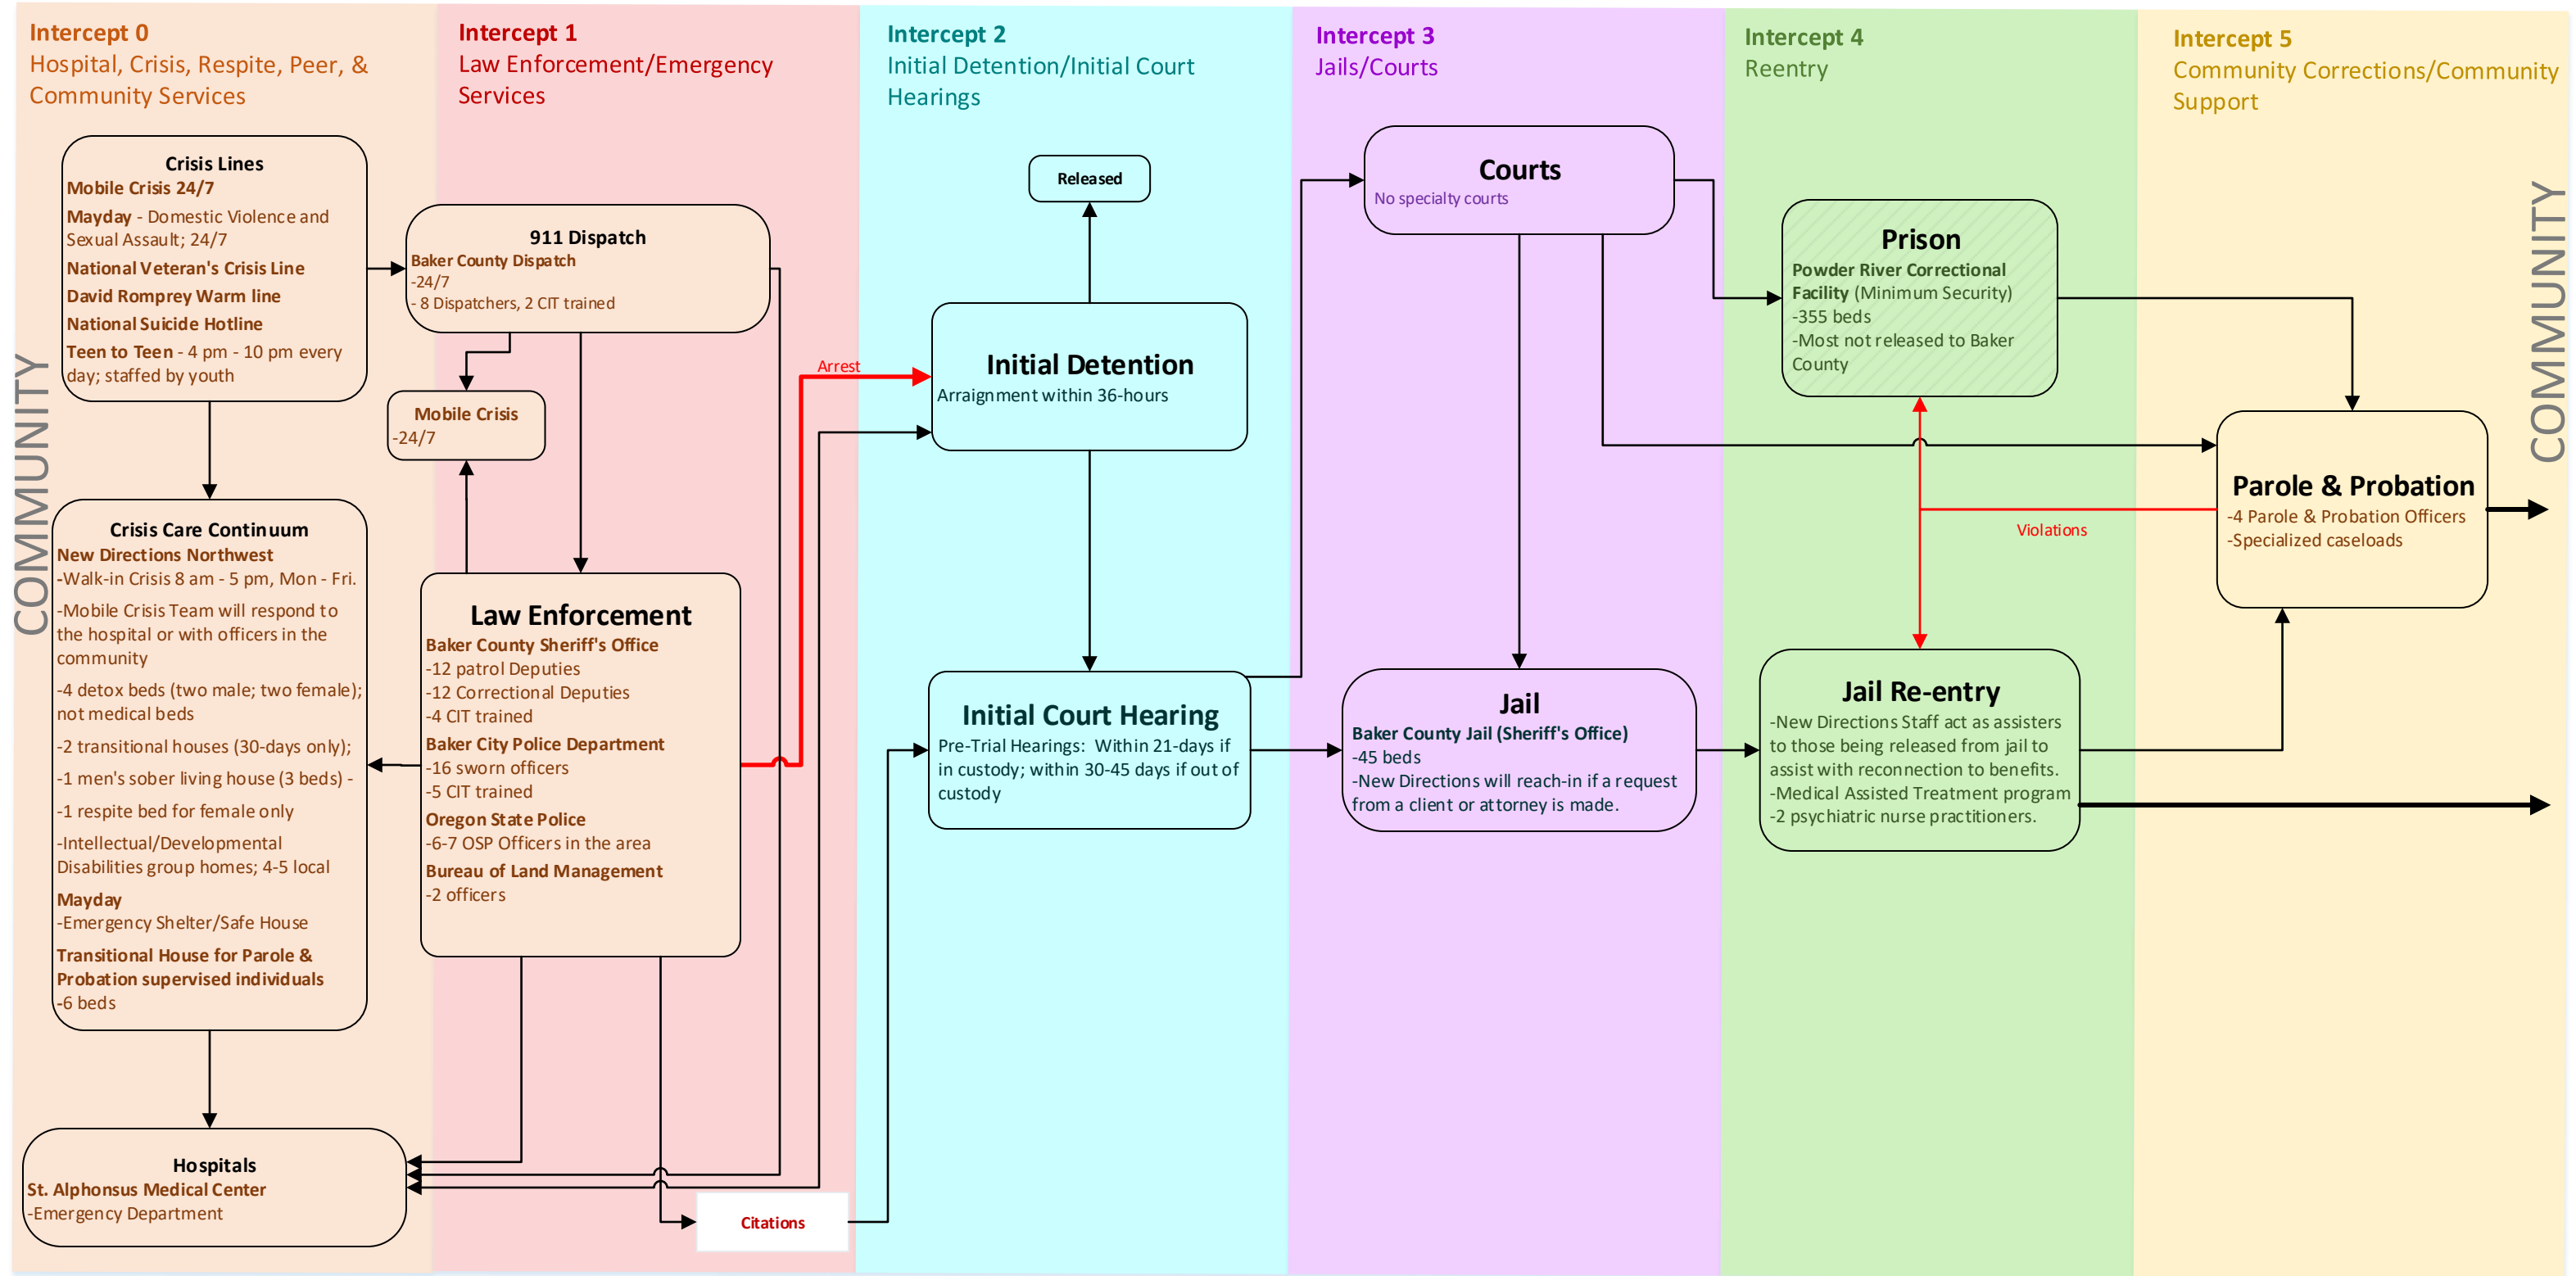 Intercept 0
Hospital, Crisis, Respite, Peer, &
Community Services
Intercept 1
Law Enforcement/Emergency
Services
Intercept 2
Initial Detention/Initial Court
Hearings
Intercept 3
Jails/Courts
Intercept 4
Reentry
Intercept 5
Community Corrections/Community
Support
COMMUNITY
Crisis Lines
Mobile Crisis 24/7
Mayday - Domestic Violence and
Sexual Assault; 24/7
National Veteran's Crisis Line
David Romprey Warm line
National Suicide Hotline
Teen to Teen - 4 pm - 10 pm every
day; staffed by youth
Crisis Care Continuum
New Directions Northwest
-Walk-in Crisis 8 am - 5 pm, Mon - Fri.
-Mobile Crisis Team will respond to
the hospital or with officers in the
community
-4 detox beds (two male; two female);
not medical beds
-2 transitional houses (30-days only);
-1 men's sober living house (3 beds) -
-1 respite bed for female only
-Intellectual/Developmental
Disabilities group homes; 4-5 local
Mayday
-Emergency Shelter/Safe House
Transitional House for Parole &
Probation supervised individuals
-6 beds
Hospitals
St. Alphonsus Medical Center
-Emergency Department
911 Dispatch
Baker County Dispatch
-24/7
- 8 Dispatchers, 2 CIT trained
Mobile Crisis
-24/7
Law Enforcement
Baker County Sheriff's Office
-12 patrol Deputies
-12 Correctional Deputies
-4 CIT trained
Baker City Police Department
-16 sworn officers
-5 CIT trained
Oregon State Police
-6-7 OSP Officers in the area
Bureau of Land Management
-2 officers
Arrest
Citations
Released
Initial Detention
Arraignment within 36-hours
Initial Court Hearing
Pre-Trial Hearings: Within 21-days if
in custody; within 30-45 days if out of
custody
Courts
No specialty courts
Jail
Baker County Jail (Sheriff's Office)
-45 beds
-New Directions will reach-in if a request
from a client or attorney is made.
Prison
Powder River Correctional
Facility (Minimum Security)
-355 beds
-Most not released to Baker
County
Violations
Jail Re-entry
-New Directions Staff act as assisters
to those being released from jail to
assist with reconnection to benefits.
-Medical Assisted Treatment program
-2 psychiatric nurse practitioners.
Parole & Probation
-4 Parole & Probation Officers
-Specialized caseloads
COMMUNITY